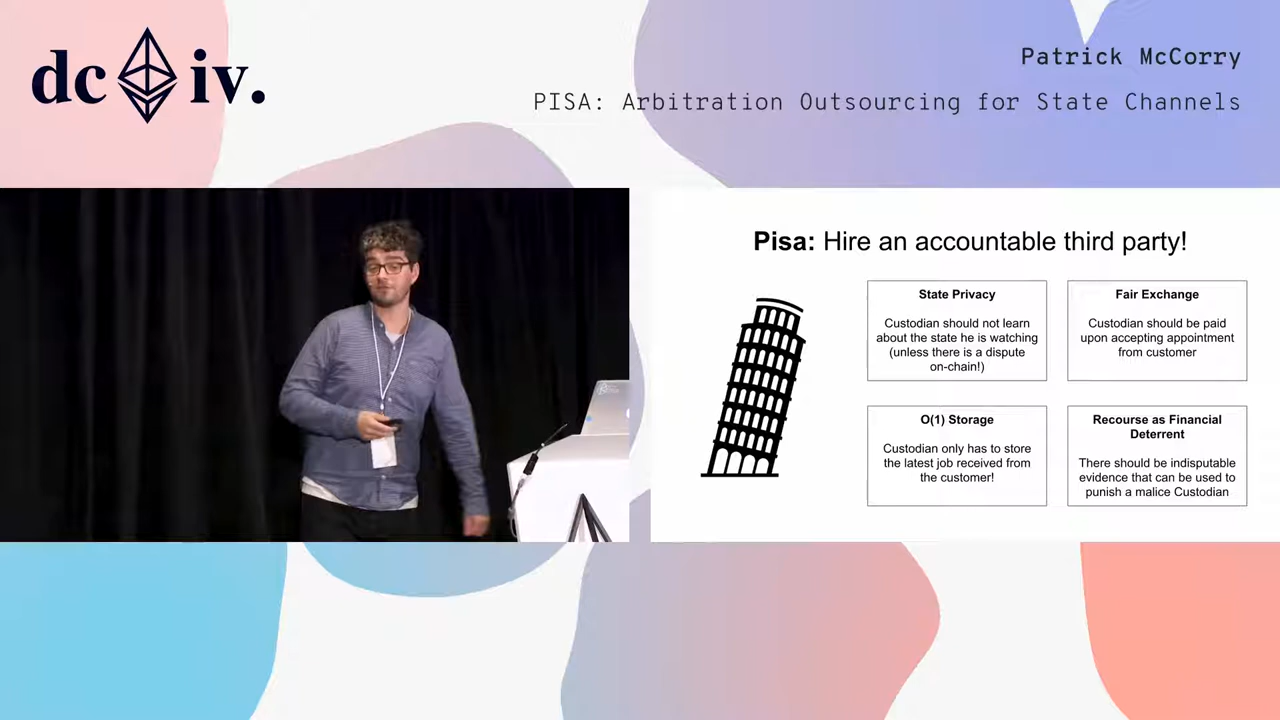 dc iv.
Patrick McCorry
PISA: Arbitration Outsourcing for State Channels
Pisa: Hire an accountable third party!
State Privacy
Custodian should not learn
about the state he is watching
(unless there is a dispute
on-chain!)
Fair Exchange
Custodian should be paid
upon accepting appointment
from customer
O(1) Storage
Custodian only has to store
the latest job received from
the customer!
Recourse as Financial
Deterrent
There should be indisputable
evidence that can be used to
punish a malice Custodian